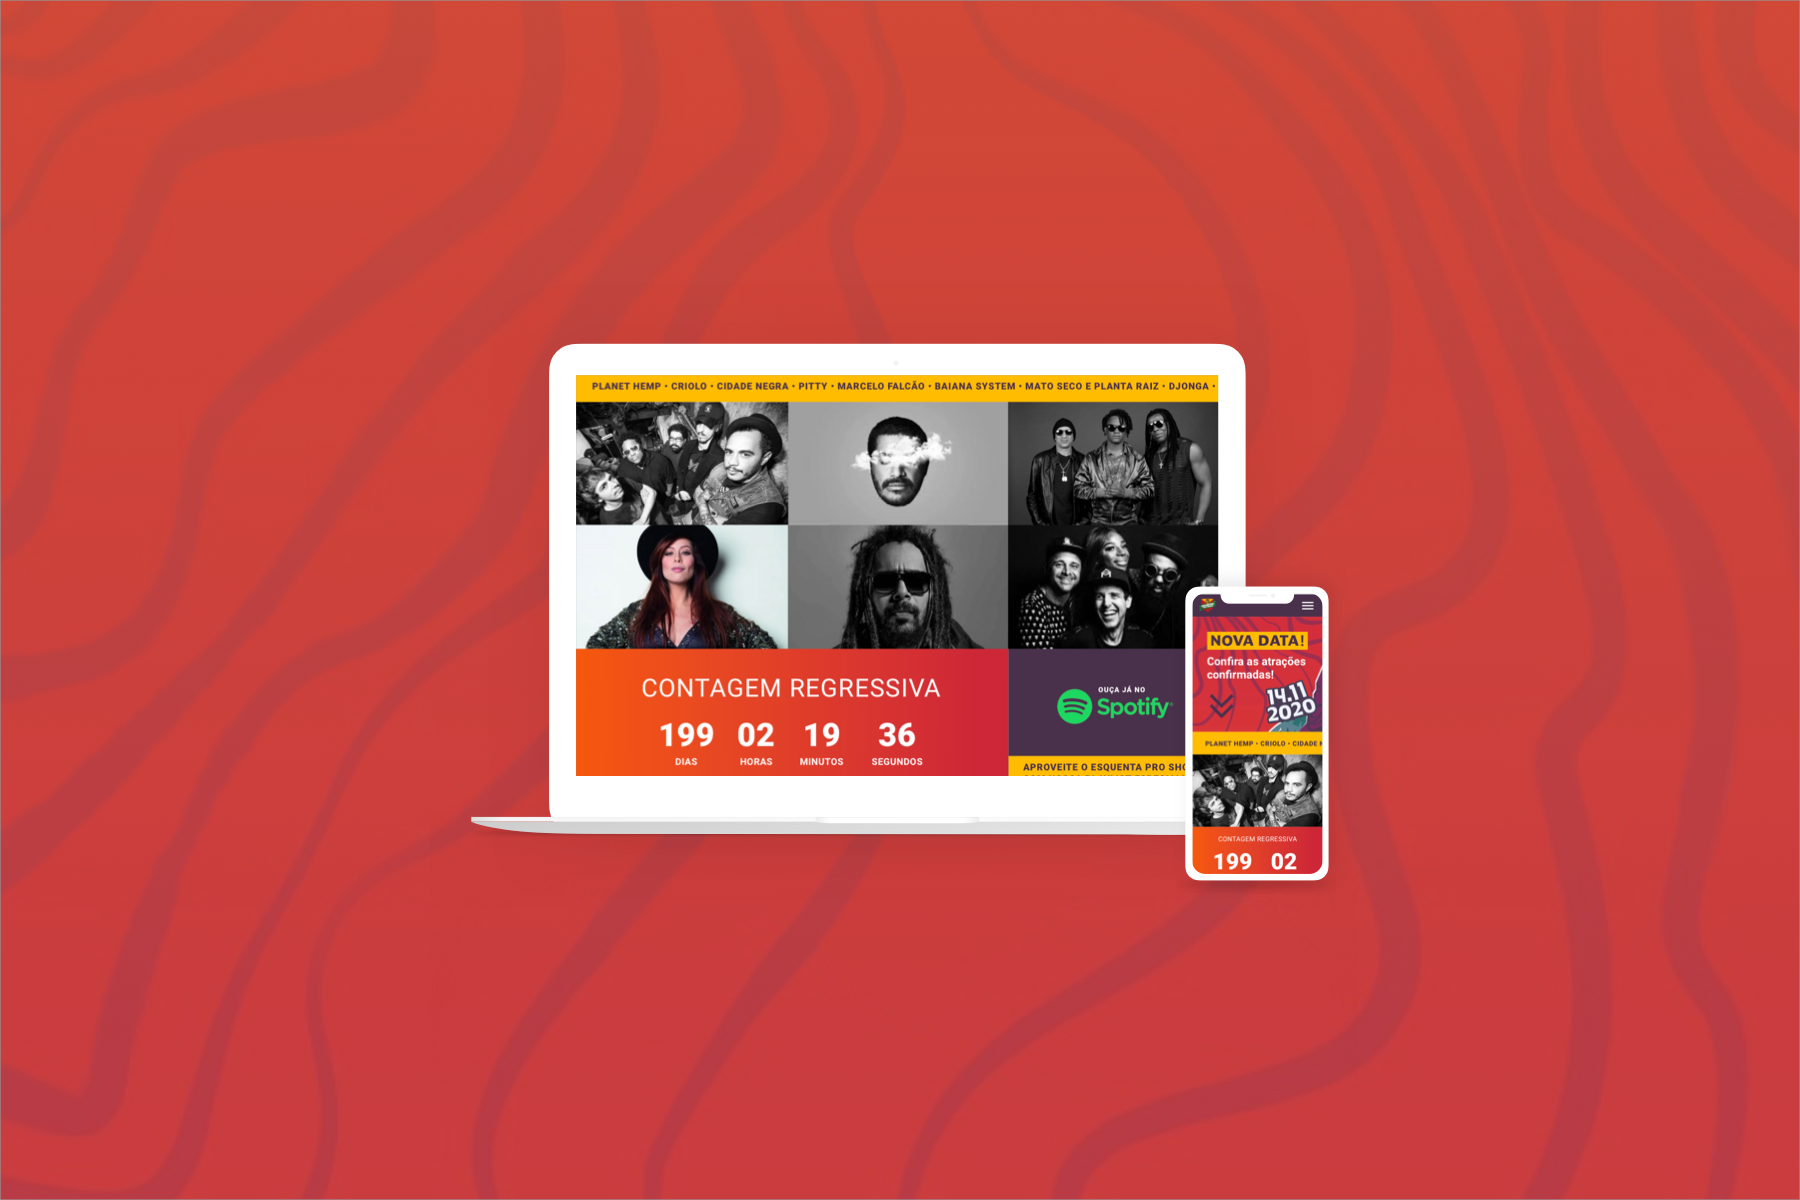 PLANET HEMP • CRIOLO • CIDADE NEGRA • PITTY • MARCELO FALCÃO • BAIANA SYSTEM • MATO SECO E PLANTA RAIZ • DJONGA •
CONTAGEM REGRESSIVA
199 02 19 36
DIAS HORAS MINUTOS SEGUNDOS
OUÇA JÁ NO
Spotify
APROVEITE O ESQUENTA PRO SHO
NOVA DATA!
Confira as atrações
confirmadas!
14.11
2020
PLANET HEMP • CRIOLO • CIDADE
CONTAGEM REGRESSIVA
199 02